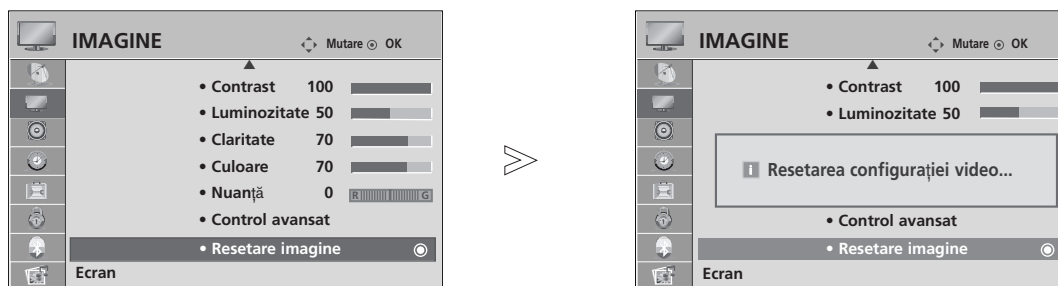 IMAGINE Mutare OK
• Contrast 100
• Luminozitate 50
• Claritate 70
• Culoare 70
• Nuanță 0 R G
• Control avansat
• Resetare imagine
Ecran
IMAGINE Mutare OK
• Contrast 100
• Luminozitate 50
i Resetarea configurației video...
• Control avansat
• Resetare imagine
Ecran